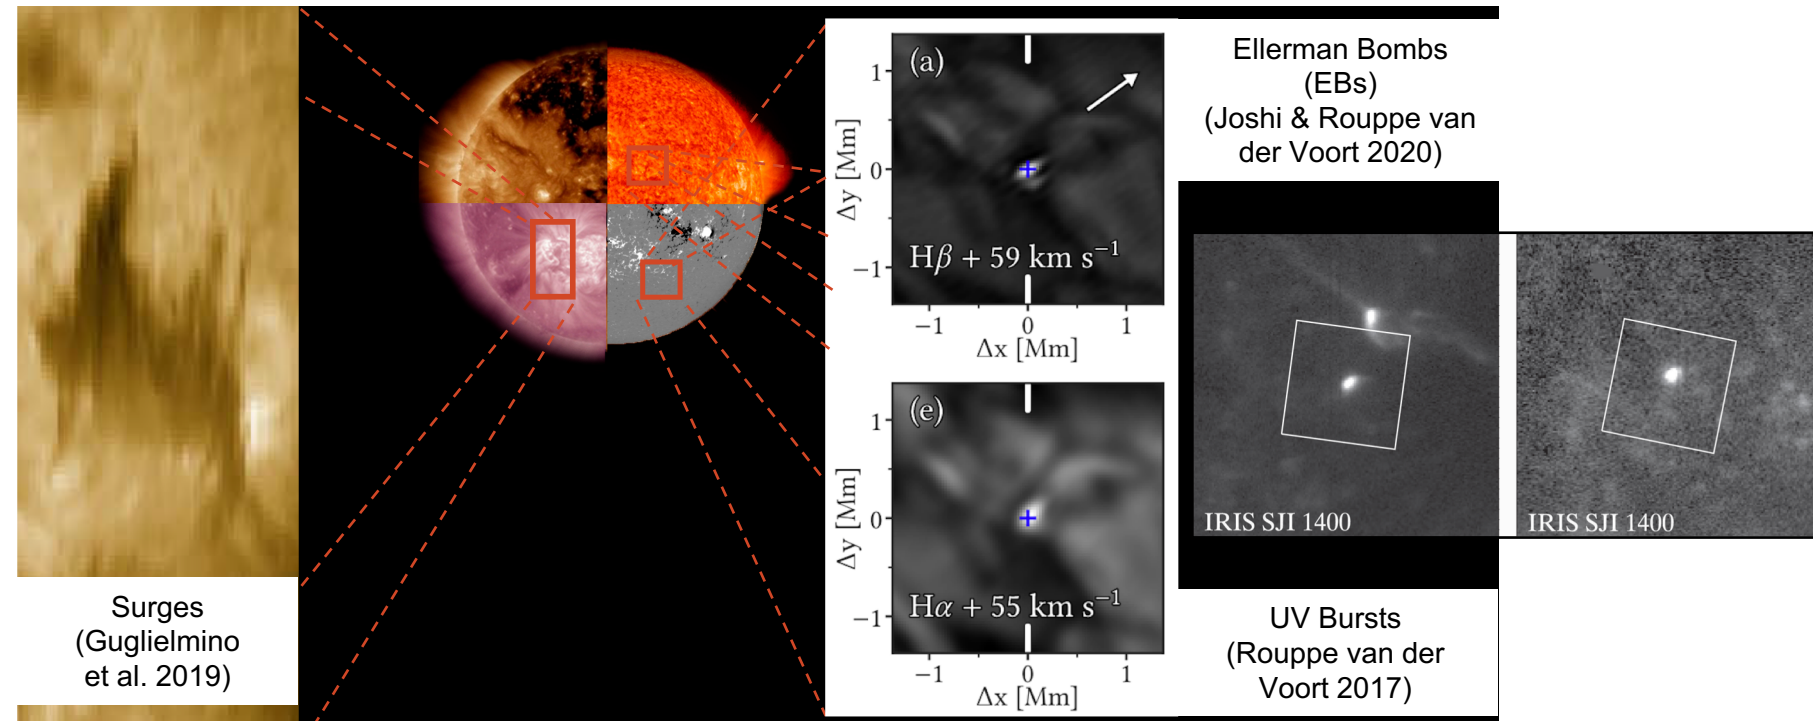 Surges
(Guglielmino
et al. 2019)
(a)
1
0
−1
Δy [Mm]
Hβ + 59 km s⁻¹
−1
0
1
Δx [Mm]
(e)
1
0
−1
Δy [Mm]
Hα + 55 km s⁻¹
−1
0
1
Δx [Mm]
Ellerman Bombs
(EBs)
(Joshi & Rouppe van
der Voort 2020)
IRIS SJI 1400
IRIS SJI 1400
UV Bursts
(Rouppe van der
Voort 2017)